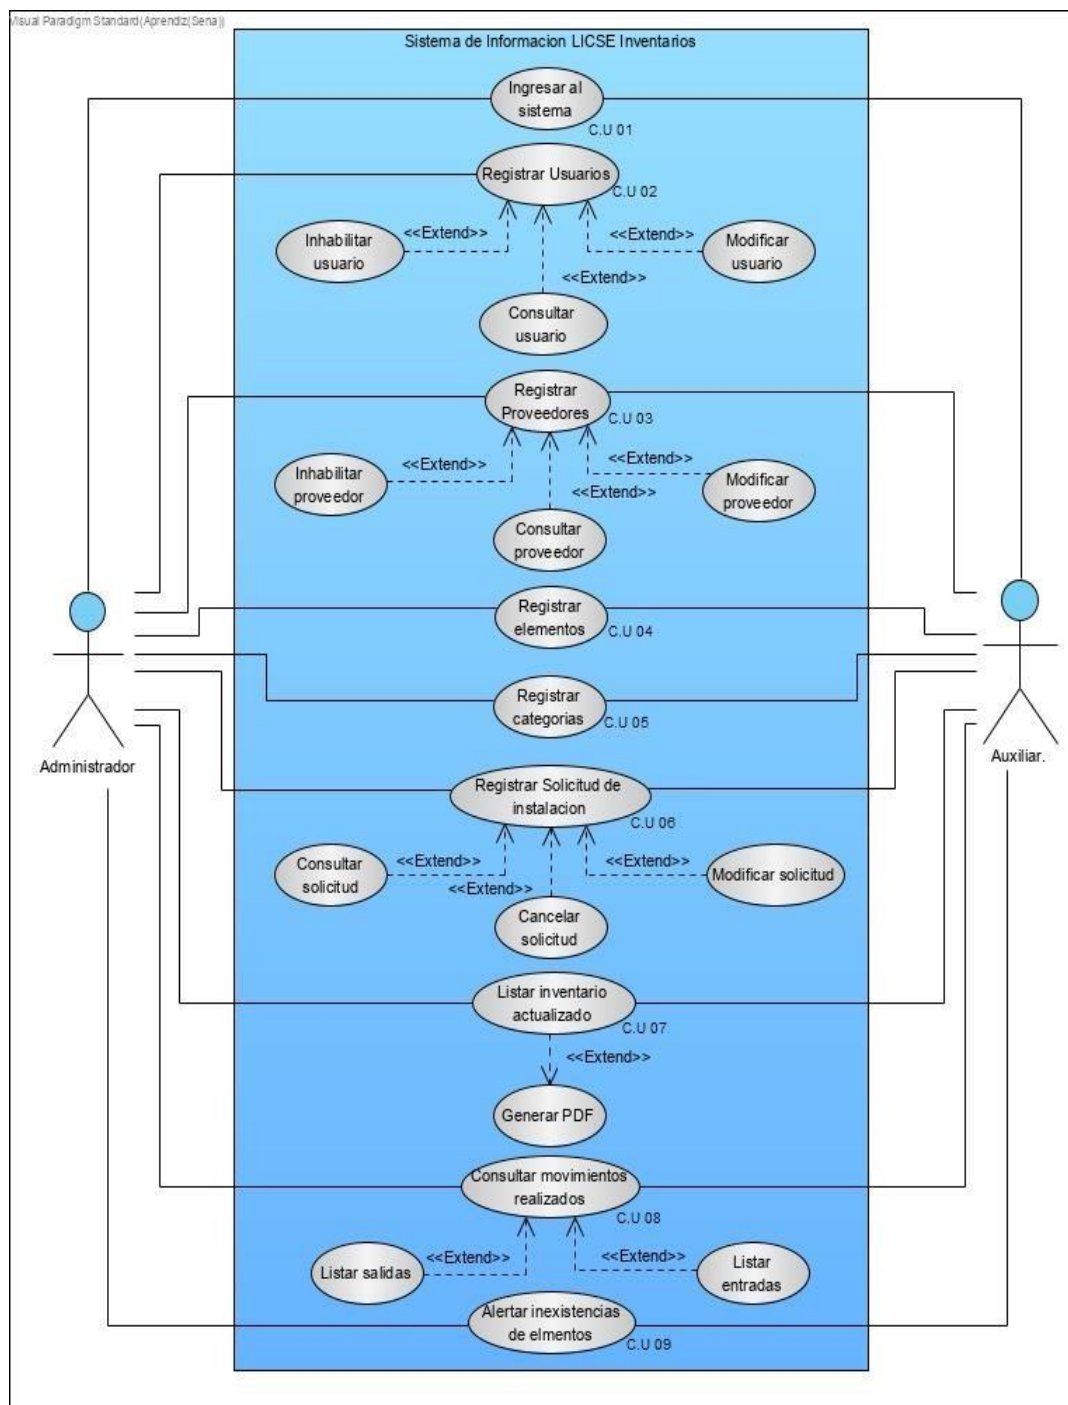 Visual Paradigm Standard(Aprendiz(Sena))
Sistema de Informacion LICSE Inventarios
Ingresar al
sistema
C.U 01
Registrar Usuarios
C.U 02
<<Extend>>
<<Extend>>
Inhabilitar
usuario
Modificar
usuario
<<Extend>>
Consultar
usuario
Registrar
Proveedores
C.U 03
<<Extend>>
<<Extend>>
Inhabilitar
proveedor
Modificar
proveedor
<<Extend>>
Consultar
proveedor
Registrar
elementos
C.U 04
Registrar
categorias
C.U 05
Administrador
Auxiliar.
Registrar Solicitud de
instalacion
C.U 06
Consultar
solicitud
<<Extend>>
<<Extend>>
Modificar solicitud
<<Extend>>
Cancelar
solicitud
Listar inventario
actualizado
C.U 07
<<Extend>>
Generar PDF
Consultar movimientos
realizados
C.U 08
<<Extend>>
<<Extend>>
Listar salidas
Listar
entradas
Alertar inexistencias
de elmentos
C.U 09